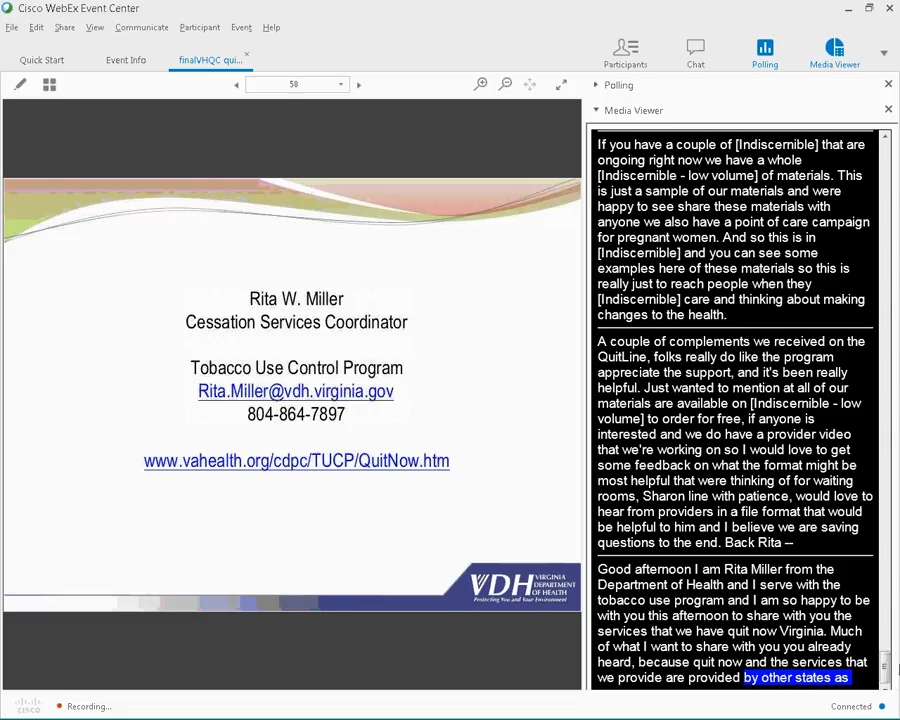 Cisco WebEx Event Center
File Edit Share View Communicate Participant Event Help
Quick Start Event Info finalVHQC qui...
Participants Chat Polling Media Viewer
58
Polling
Media Viewer
Rita W. Miller
Cessation Services Coordinator
Tobacco Use Control Program
Rita.Miller@vdh.virginia.gov
804-864-7897
www.vahealth.org/cdpc/TUCP/QuitNow.htm
VDH VIRGINIA
DEPARTMENT
OF HEALTH
Protecting You and Your Environment
If you have a couple of [Indiscernible] that are
ongoing right now we have a whole
[Indiscernible - low volume] of materials. This
is just a sample of our materials and were
happy to see share these materials with
anyone we also have a point of care campaign
for pregnant women. And so this is in
[Indiscernible] and you can see some
examples here of these materials so this is
really just to reach people when they
[Indiscernible] care and thinking about making
changes to the health.
A couple of complements we received on the
QuitLine, folks really do like the program
appreciate the support, and it's been really
helpful. Just wanted to mention at all of our
materials are available on [Indiscernible - low
volume] to order for free, if anyone is
interested and we do have a provider video
that we're working on so I would love to get
some feedback on what the format might be
most helpful that were thinking of for waiting
rooms, Sharon line with patience, would love to
hear from providers in a file format that would
be helpful to him and I believe we are saving
questions to the end. Back Rita --
Good afternoon I am Rita Miller from the
Department of Health and I serve with the
tobacco use program and I am so happy to be
with you this afternoon to share with you the
services that we have quit now Virginia. Much
of what I want to share with you you already
heard, because quit now and the services that
we provide are provided by other states as
cisco
Recording...
Connected